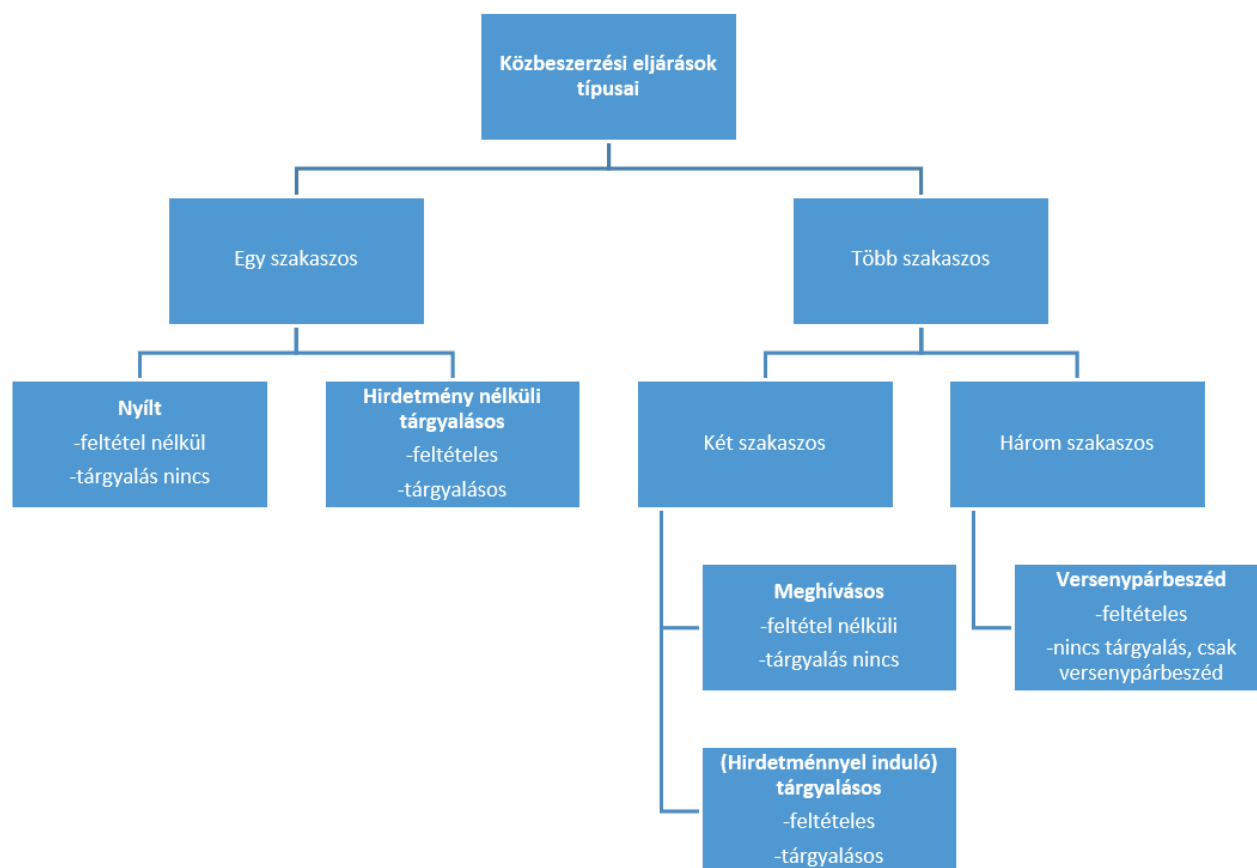 Közbeszerzési eljárások
típusai
Egy szakaszos
Több szakaszos
Nyílt
-feltétel nélkül
-tárgyalás nincs
Hirdetmény nélküli
tárgyalásos
-feltételes
-tárgyalásos
Két szakaszos
Három szakaszos
Meghívásos
-feltétel nélküli
-tárgyalás nincs
Versenypárbeszéd
-feltételes
-nincs tárgyalás, csak
versenypárbeszéd
(Hirdetménnyel induló)
tárgyalásos
-feltételes
-tárgyalásos